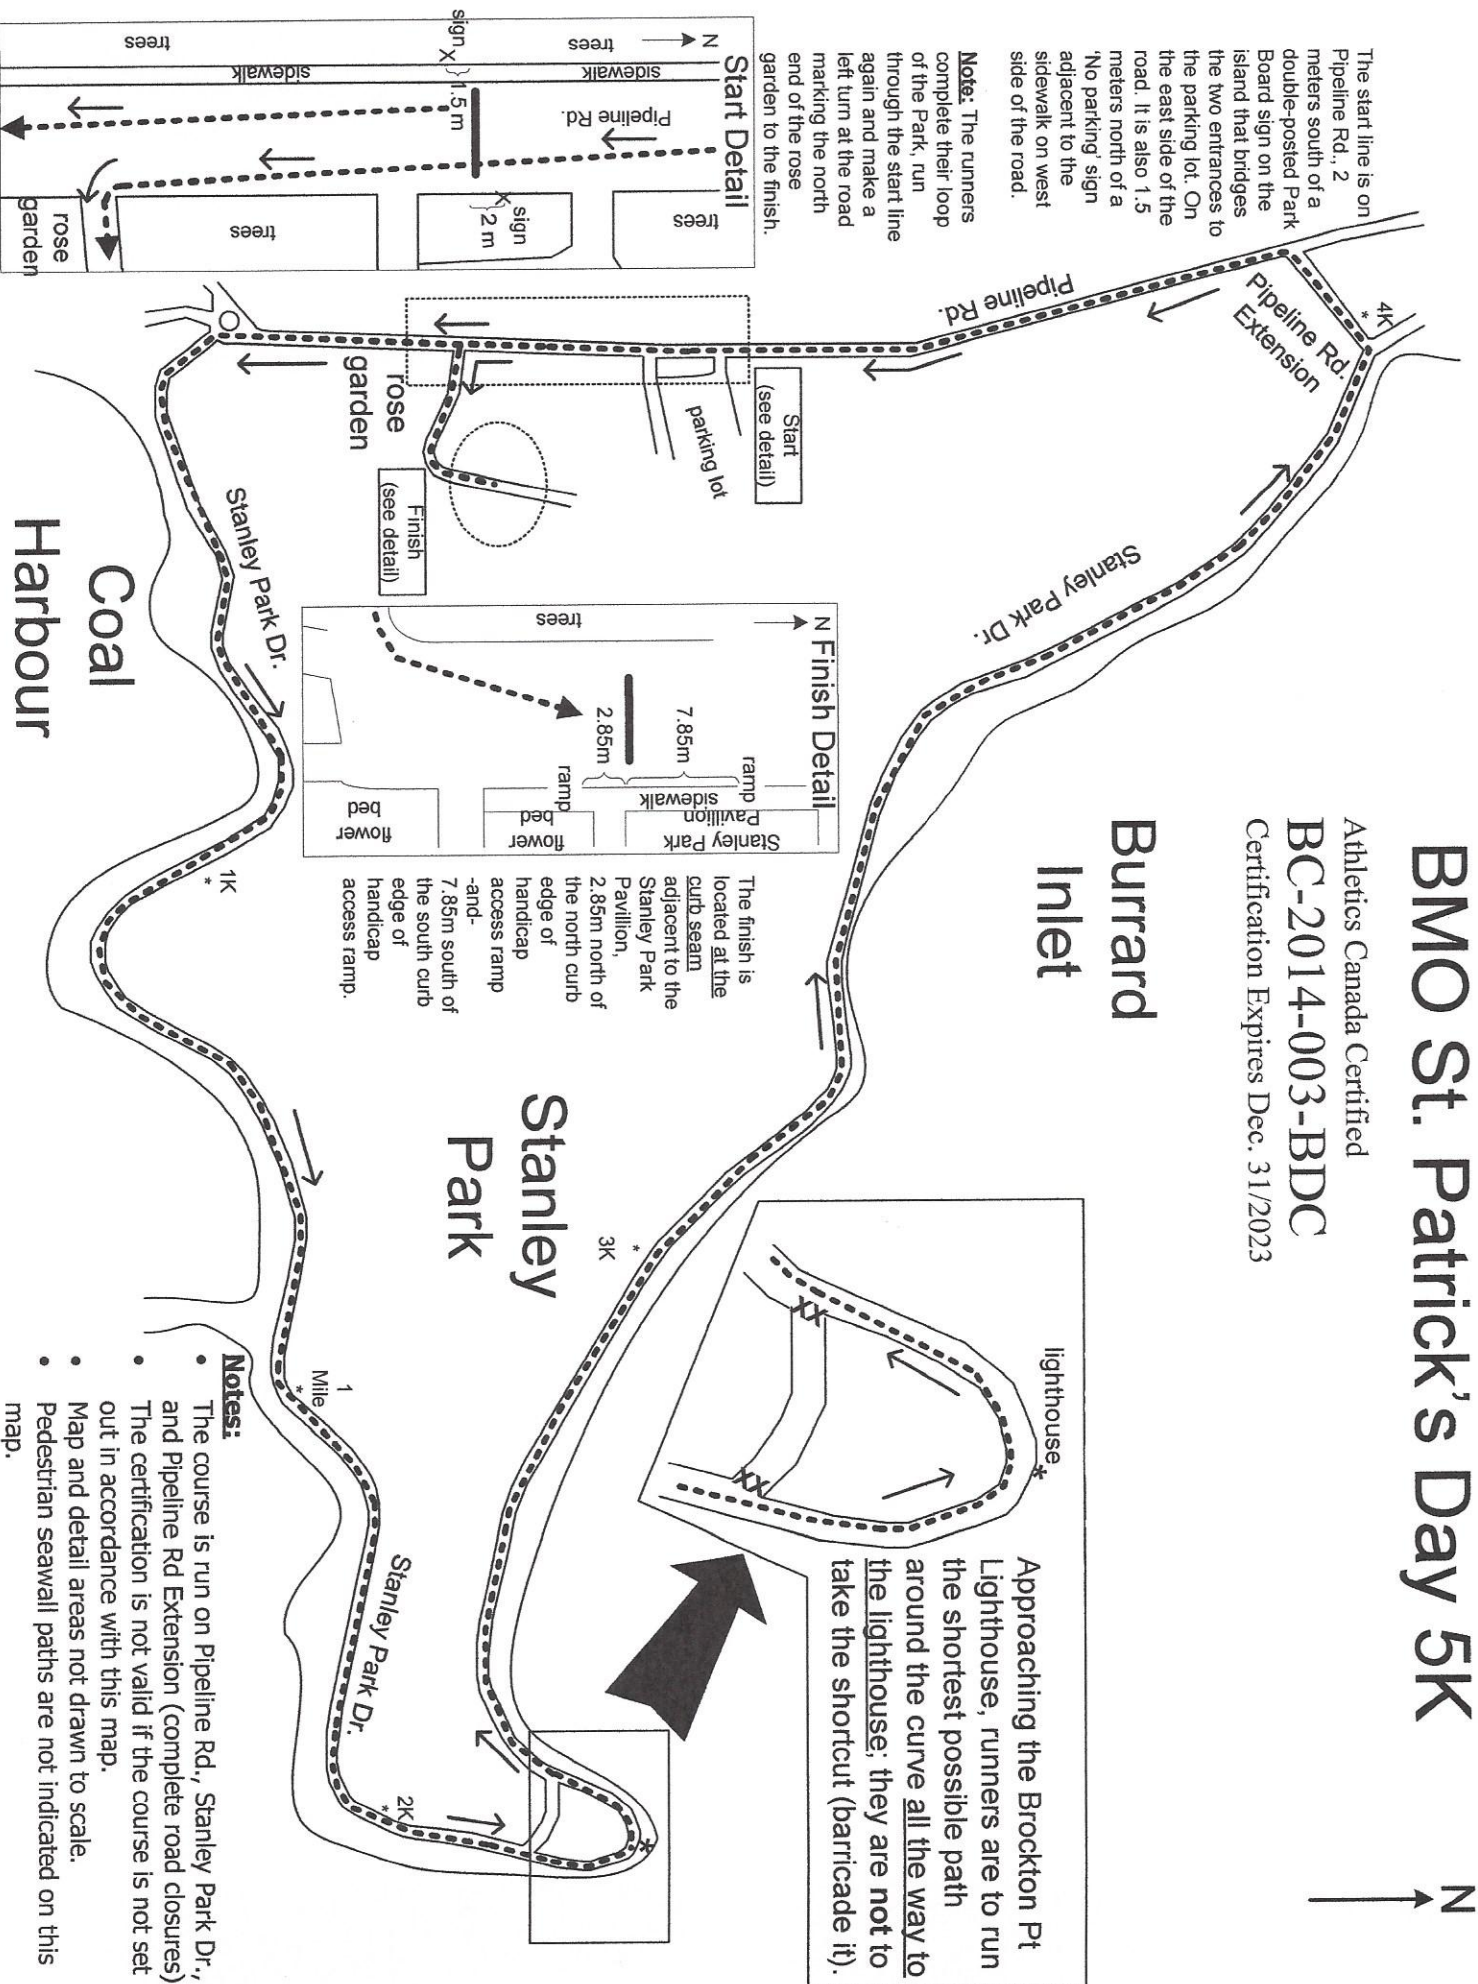 BMO St. Patrick's Day 5K
N
Athletics Canada Certified
BC-2014-003-BDC
Certification Expires Dec. 31/2023
The start line is on
Pipeline Rd., 2
meters south of a
double-posted Park
Board sign on the
island that bridges
the two entrances to
the parking lot. On
the east side of the
road. It is also 1.5
meters north of a
'No parking' sign
adjacent to the
sidewalk on west
side of the road.
Note: The runners
complete their loop
of the Park, run
through the start line
again and make a
left turn at the road
marking the north
end of the rose
garden to the finish.
Start Detail
N
trees
sidewalk
Pipeline Rd.
trees
sign
X
1.5 m
X
sign
2 m
trees
sidewalk
trees
rose
garden
4K
*
Pipeline Rd.
Extension
Pipeline Rd.
Start
(see detail)
parking lot
rose
garden
Finish
(see detail)
Stanley Park Dr.
Burrard
Inlet
Finish Detail
N
trees
7.85m
2.85m
ramp
sidewalk
ramp
Stanley Park
Pavillion
flower
bed
flower
bed
The finish is
located at the
curb seam
adjacent to the
Stanley Park
Pavillion,
2.85m north of
the north curb
edge of
handicap
access ramp
-and-
7.85m south of
the south curb
edge of
handicap
access ramp.
Stanley Park Dr.
Coal
Harbour
1K
*
Stanley
Park
3K
*
1
Mile
*
Stanley Park Dr.
2K
*
*
lighthouse
*
XX
XX
Approaching the Brockton Pt
Lighthouse, runners are to run
the shortest possible path
around the curve all the way to
the lighthouse; they are not to
take the shortcut (barricade it).
Notes:
• The course is run on Pipeline Rd., Stanley Park Dr.,
and Pipeline Rd Extension (complete road closures)
• The certification is not valid if the course is not set
out in accordance with this map.
• Map and detail areas not drawn to scale.
• Pedestrian seawall paths are not indicated on this
map.